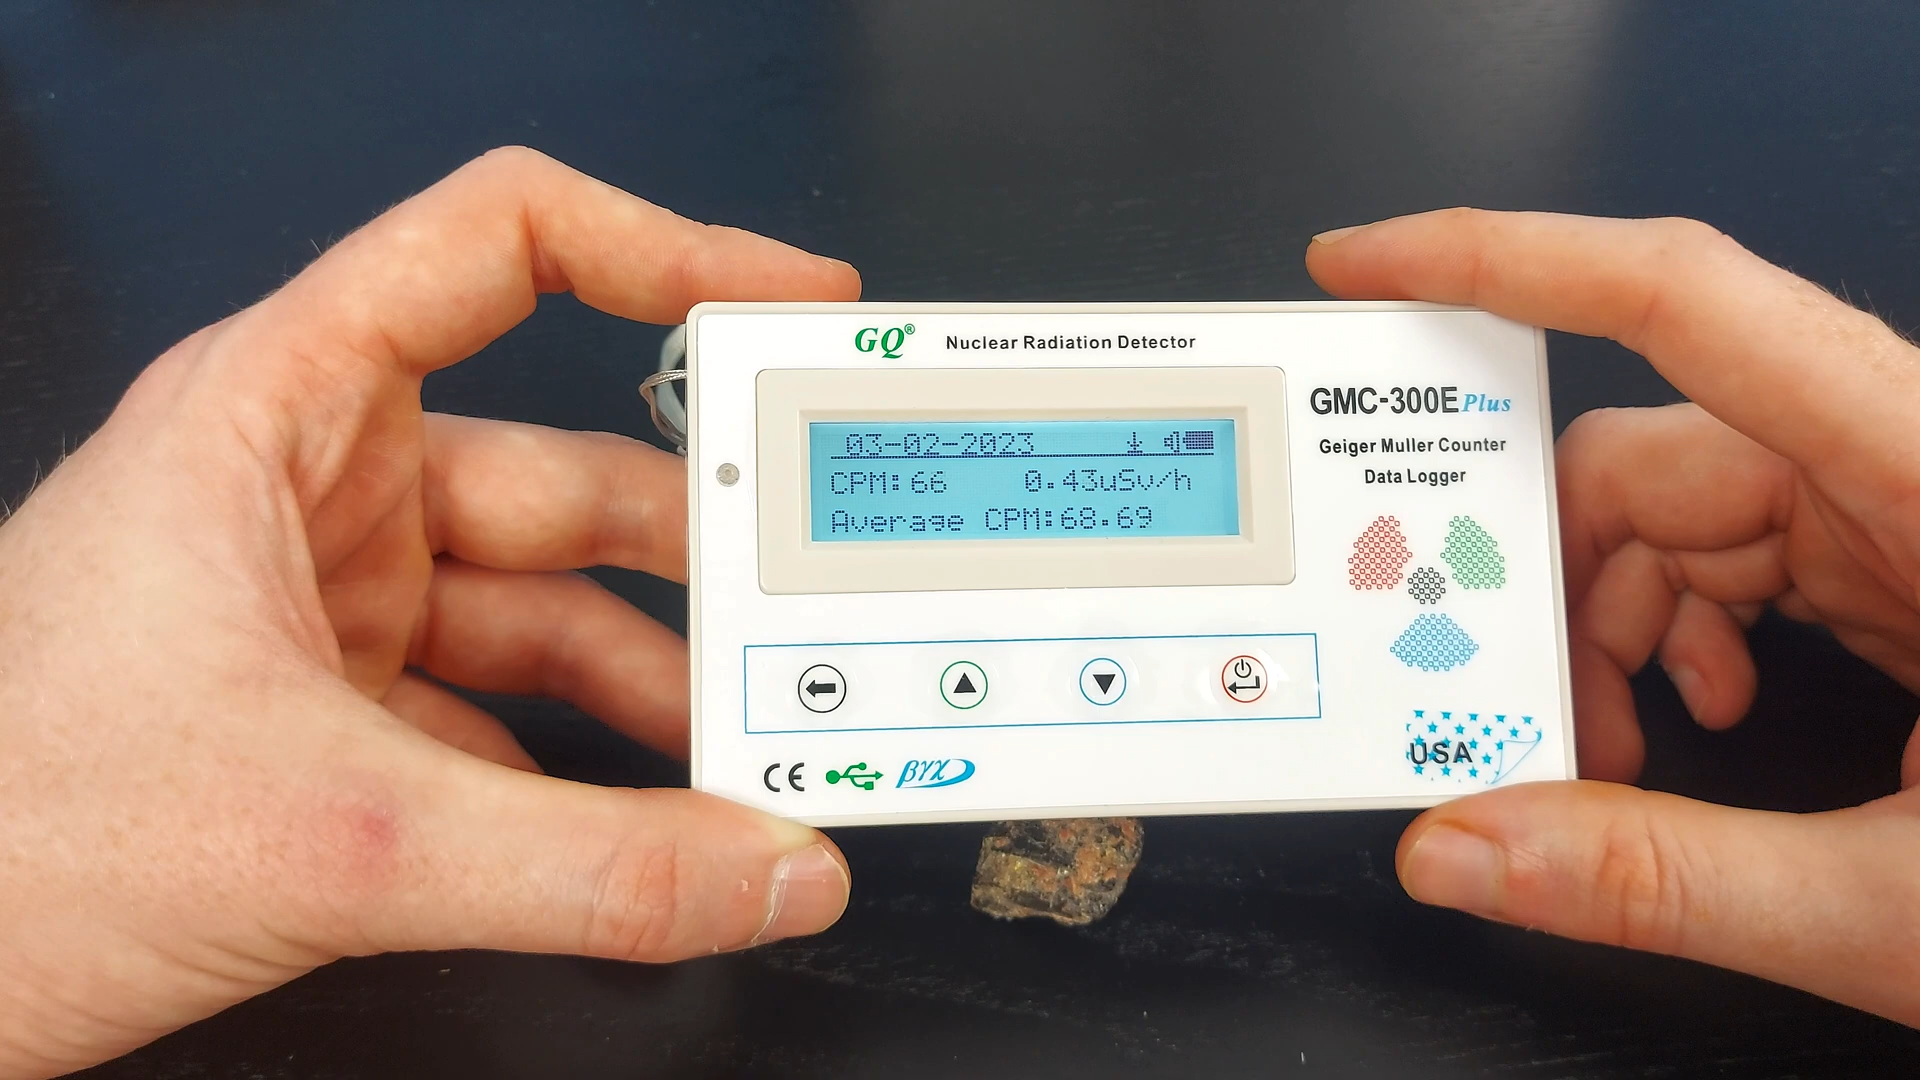 GQ® Nuclear Radiation Detector
03-02-2023
CPM:66 0.43uSv/h
Average CPM:68.69
GMC-300E Plus
Geiger Muller Counter
Data Logger
CE βγχ
USA